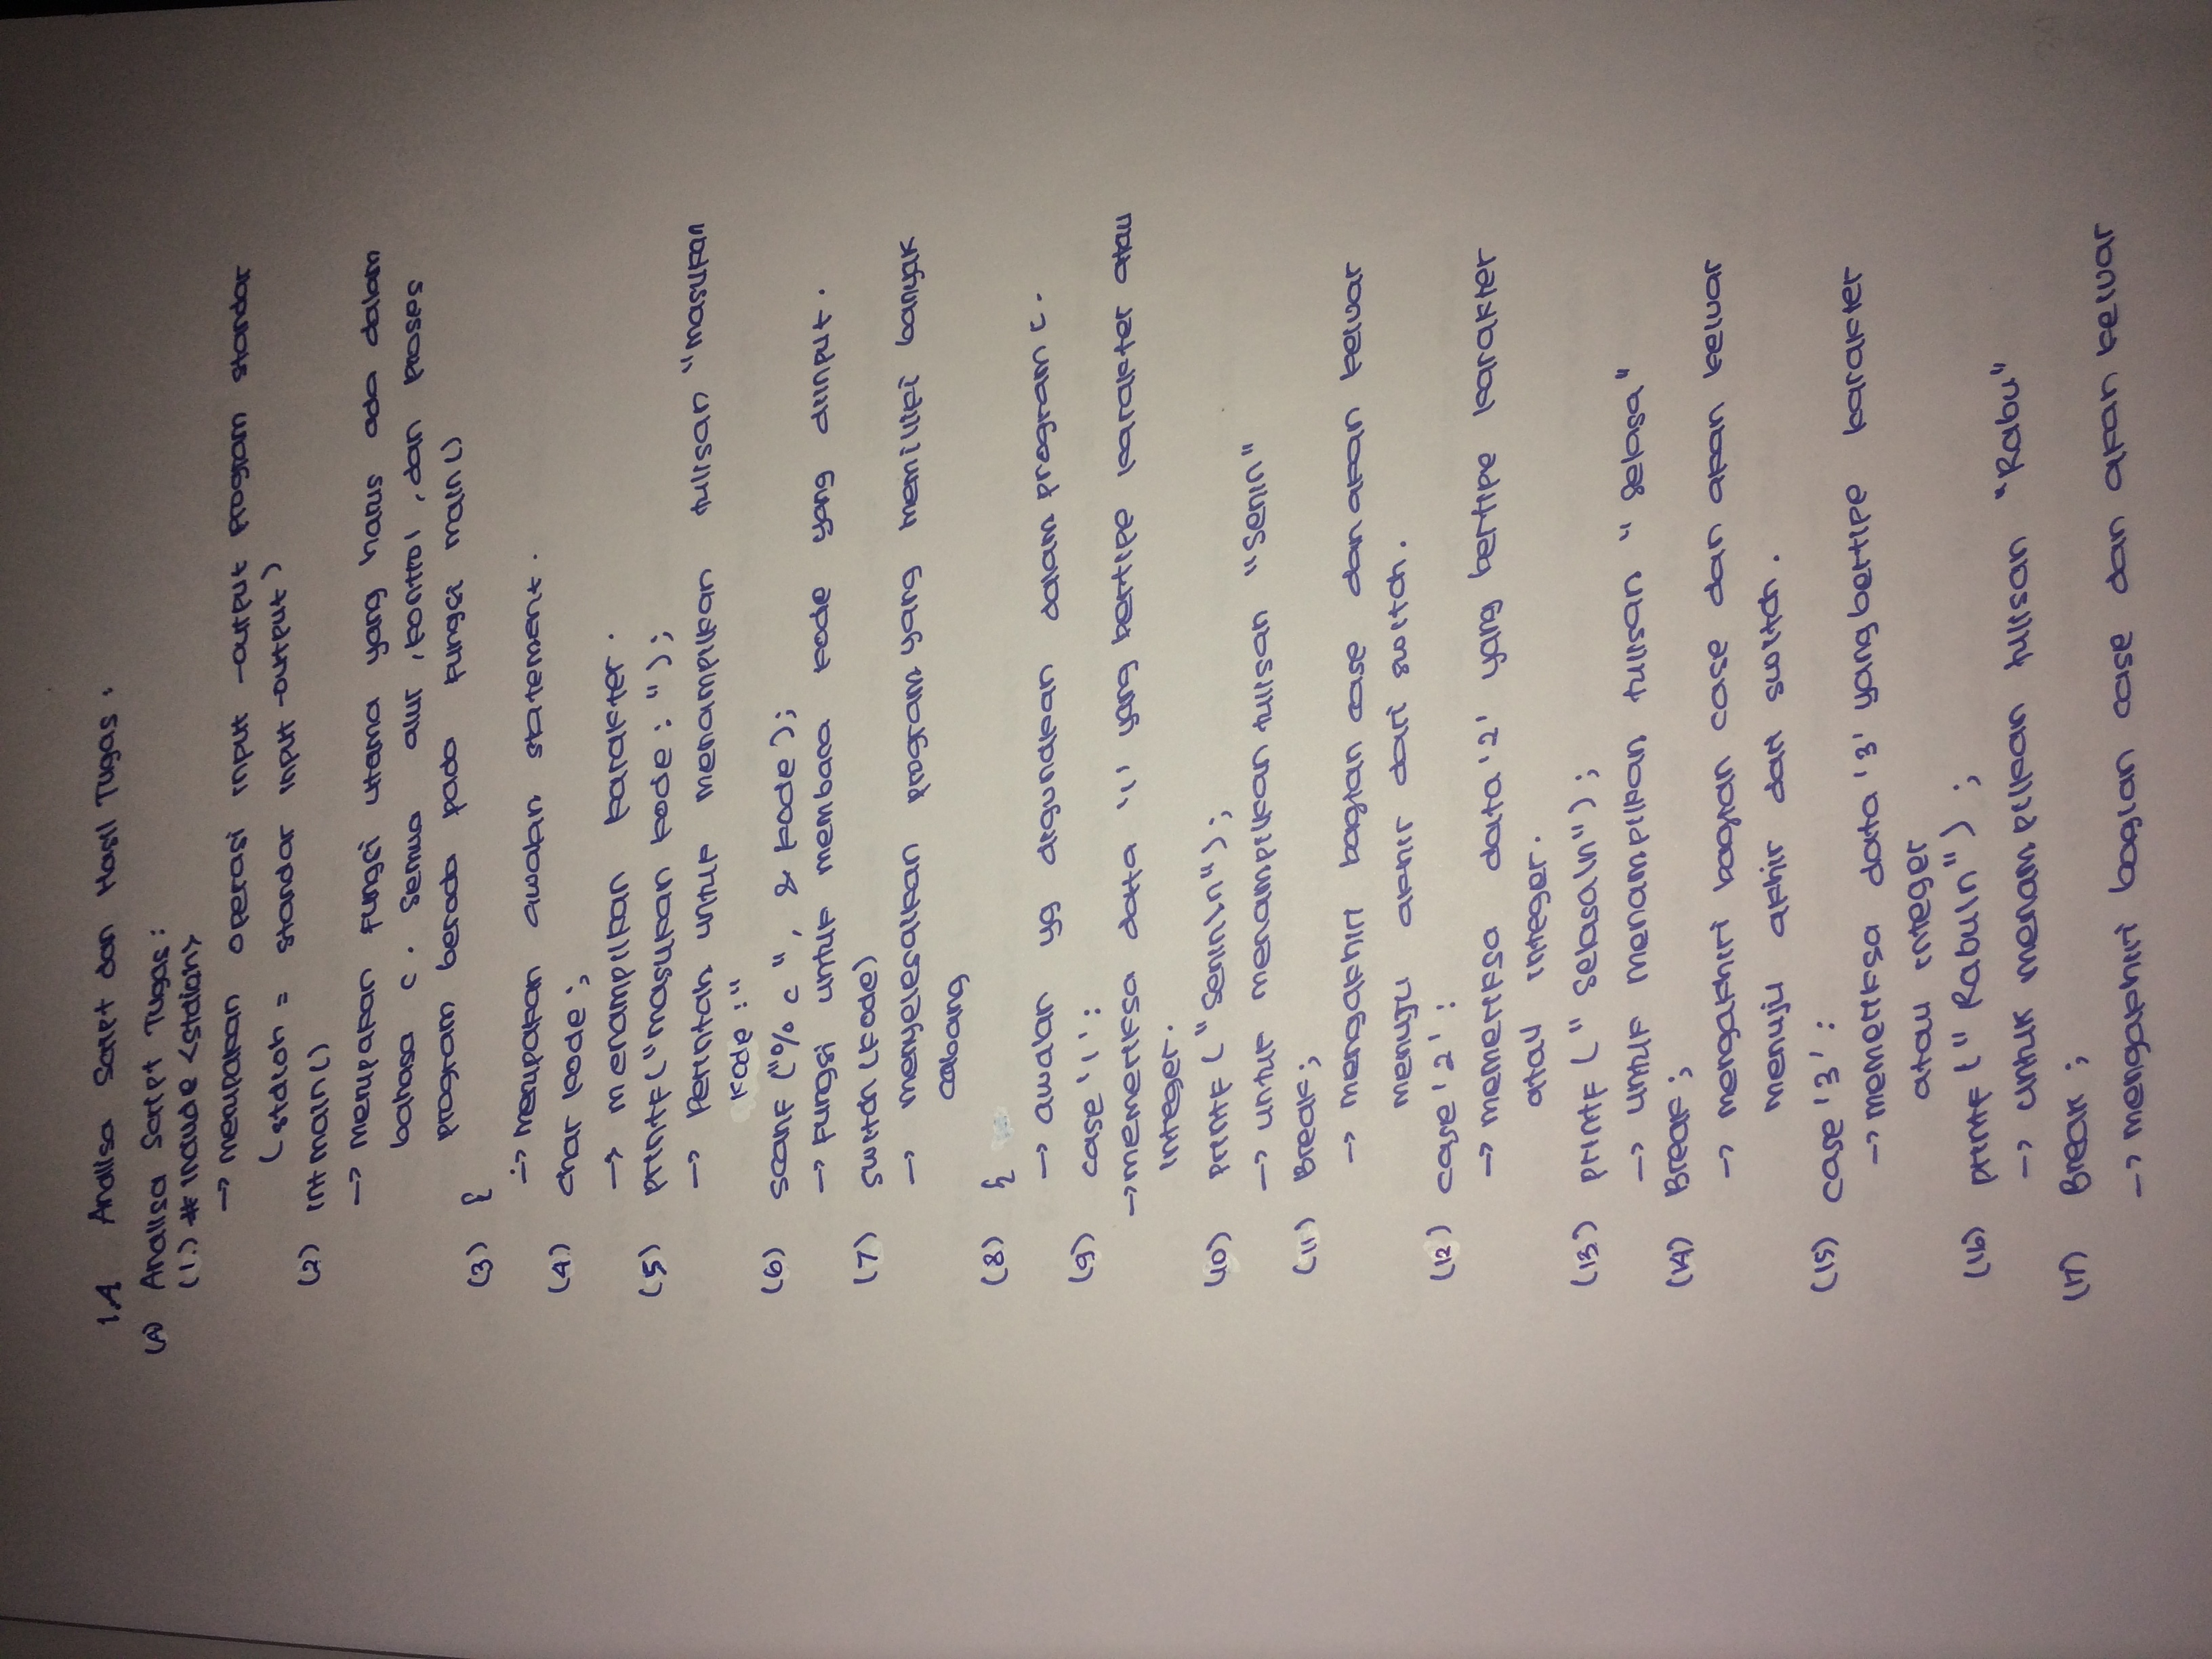 1.A Analisa Script dan Hasil Tugas :
(A) Analisa Script Tugas :
(1.) # include <stdioh>
→ merupakan operasi input -output program standar
(stdioh = standar input -output)
(2) int main ()
→ merupakan fungsi utama yang harus ada dalam
bahasa C. Semua alur, kontrol, dan proses
program berada pada fungsi main ()
(3) {
→ merupakan awalan statement.
(4) char kode ;
→ menampilkan karakter.
(5) printf ("masukan kode : ");
→ Perintah untuk menampilkan tulisan "masukan
kode :"
(6) scanf ("% c ", & kode );
→ fungsi untuk membaca kode yang diinput.
(7) switch (kode)
→ menyelesaikan program yang memiliki banyak
cabang
(8) {
→ awalan yg digunakan dalam program C.
(9) case '1' :
→ memeriksa data '1' yang bertipe karakter atau
integer.
(10) printf ( "Senin\n" ) ;
→ untuk menampilkan tulisan "Senin"
(11) Break ;
→ mengakhiri bagian case dan akan keluar
menuju akhir dari switch.
(12) case '2' :
→ memeriksa data '2' yang bertipe karakter
atau integer.
(13) printf ( " Selasa\n" ) ;
→ untuk menampilkan tulisan " Selasa"
(14) Break ;
→ mengakhiri bagian case dan akan keluar
menuju akhir dari switch.
(15) case '3' :
→ memeriksa data '3' yang bertipe karakter
atau integer
(16) printf ( " Rabu\n" ) ;
→ untuk menampilkan tulisan "Rabu"
(17) Break ;
→ mengakhiri bagian case dan akan keluar